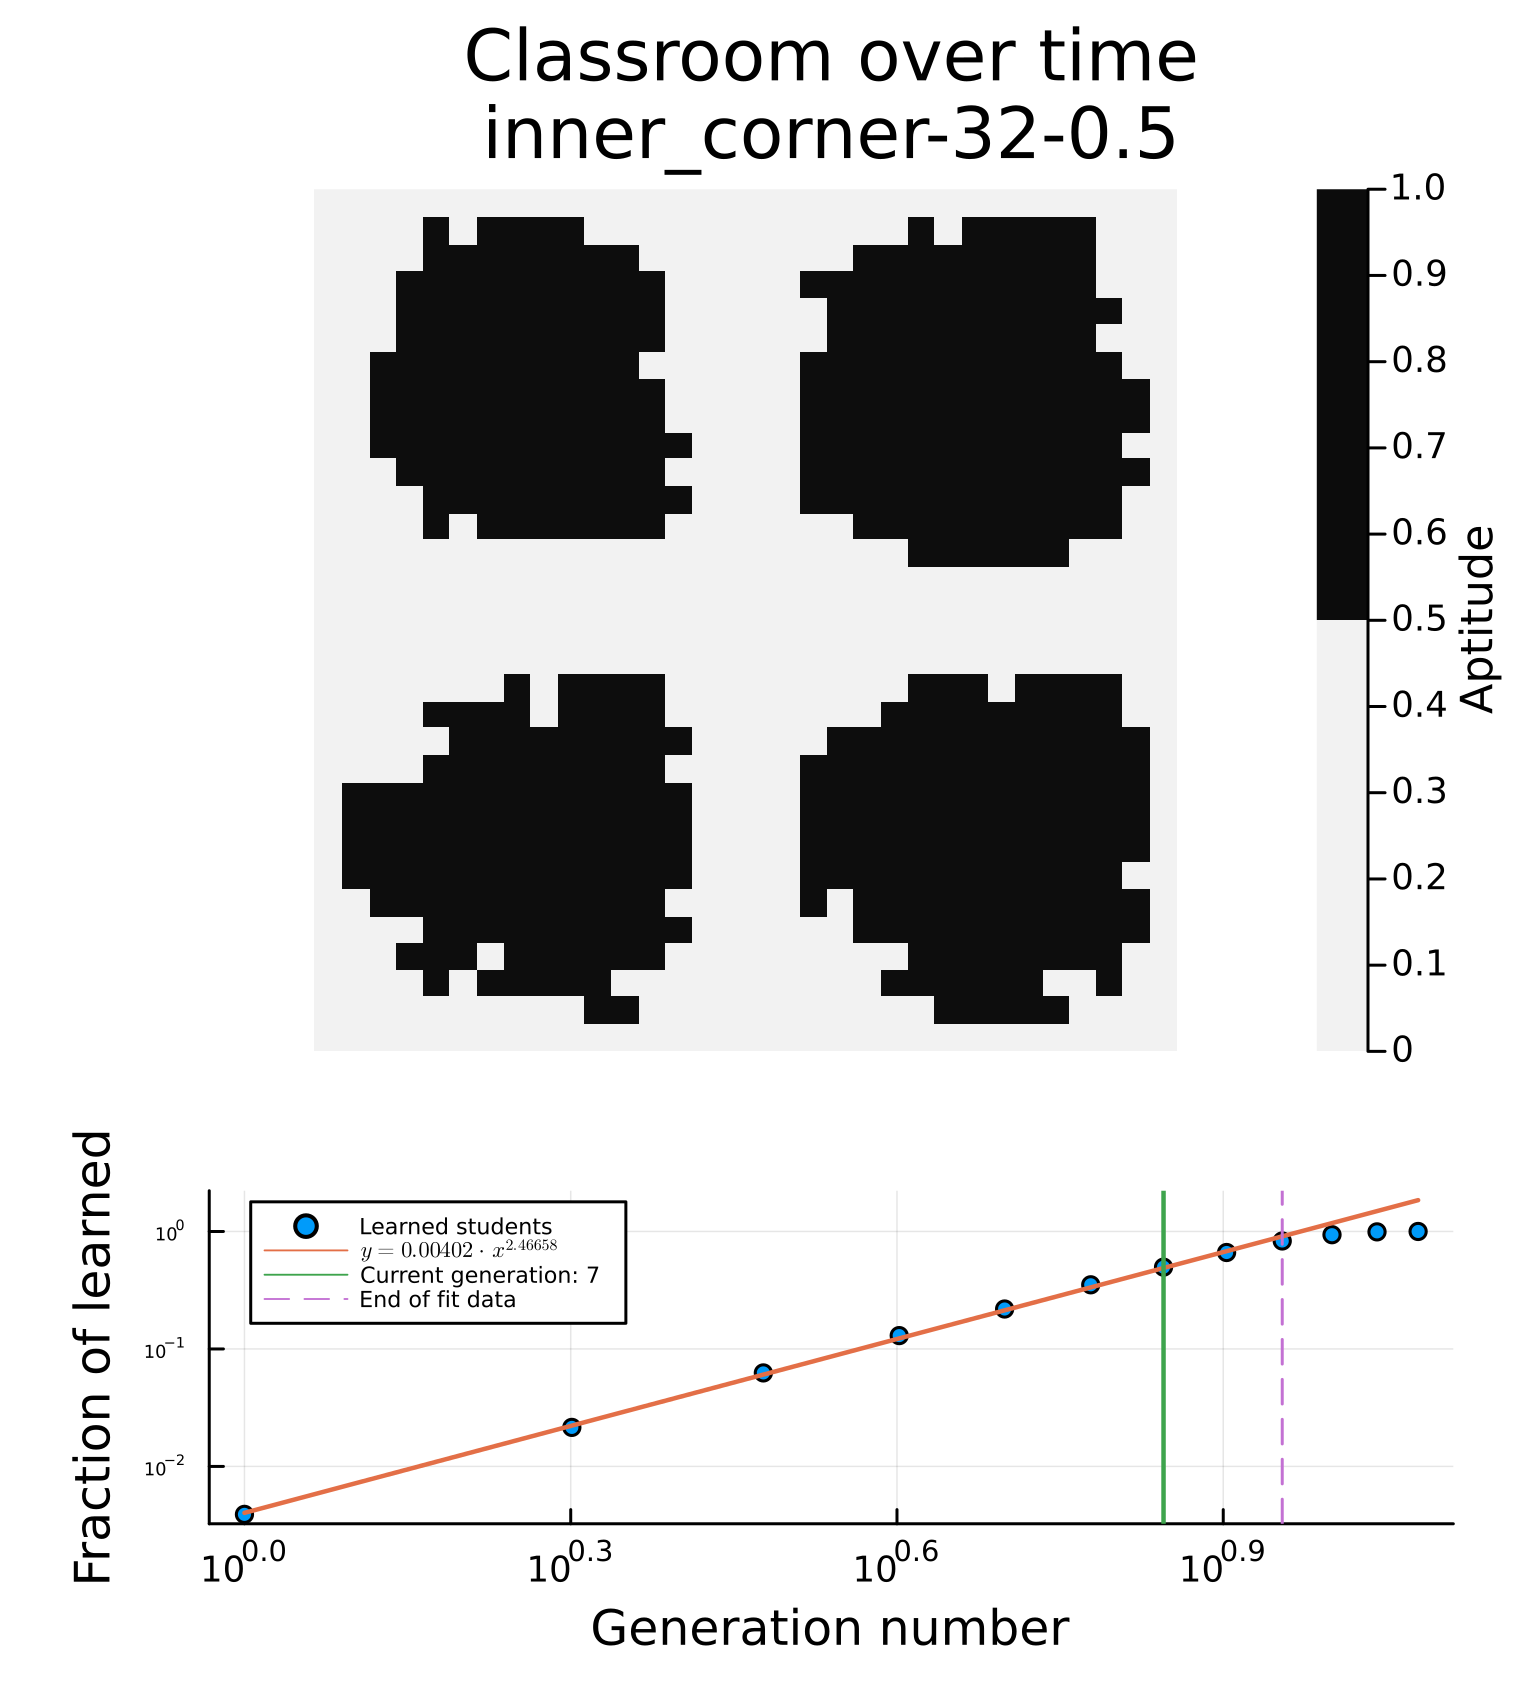 Classroom over time
inner_corner-32-0.5
1.0
0.9
0.8
0.7
0.6
0.5
0.4
0.3
0.2
0.1
0
Aptitude
Fraction of learned
10^0
10^−1
10^−2
Learned students
y = 0.00402 · x^2.46658
Current generation: 7
End of fit data
10^0.0
10^0.3
10^0.6
10^0.9
Generation number